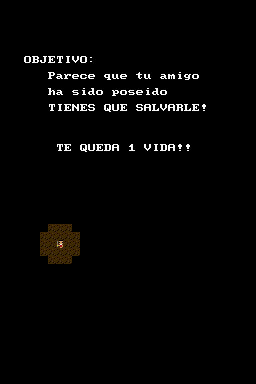 OBJETIVO:
Parece que tu amigo
ha sido poseido
TIENES QUE SALVARLE!
TE QUEDA 1 VIDA!!